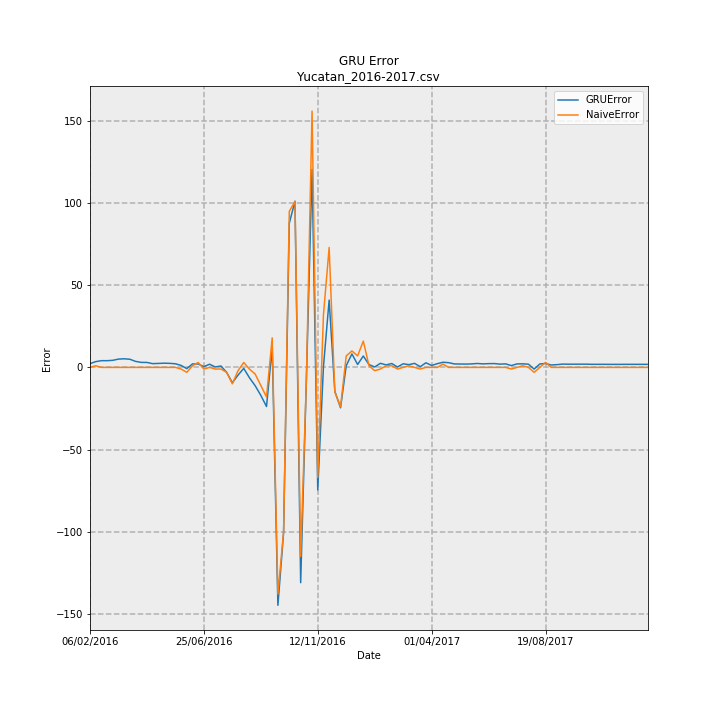 GRU Error
Yucatan_2016-2017.csv
GRUError
NaiveError
150
100
50
0
−50
−100
−150
Error
06/02/2016
25/06/2016
12/11/2016
01/04/2017
19/08/2017
Date